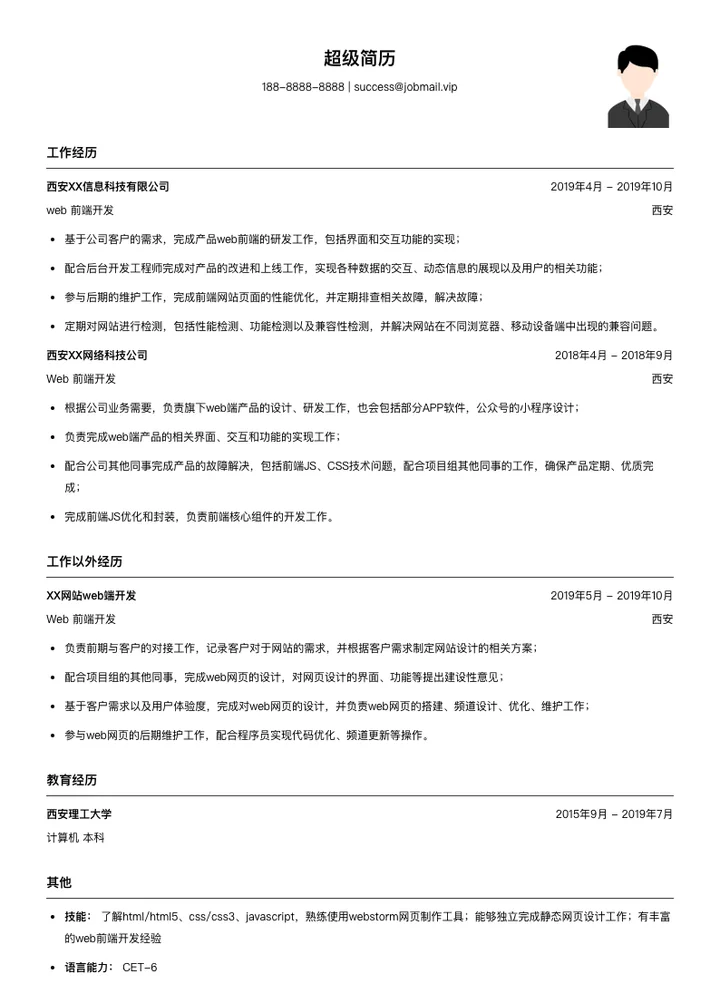 超级简历
188-8888-8888 | success@jobmail.vip
工作经历
西安XX信息科技有限公司 2019年4月 - 2019年10月
web 前端开发 西安
• 基于公司客户的需求，完成产品web前端的研发工作，包括界面和交互功能的实现；
• 配合后台开发工程师完成对产品的改进和上线工作，实现各种数据的交互、动态信息的展现以及用户的相关功能；
• 参与后期的维护工作，完成前端网站页面的性能优化，并定期排查相关故障，解决故障；
• 定期对网站进行检测，包括性能检测、功能检测以及兼容性检测，并解决网站在不同浏览器、移动设备端中出现的兼容问题。
西安XX网络科技公司 2018年4月 - 2018年9月
Web 前端开发 西安
• 根据公司业务需要，负责旗下web端产品的设计、研发工作，也会包括部分APP软件，公众号的小程序设计；
• 负责完成web端产品的相关界面、交互和功能的实现工作；
• 配合公司其他同事完成产品的故障解决，包括前端JS、CSS技术问题，配合项目组其他同事的工作，确保产品定期、优质完
成；
• 完成前端JS优化和封装，负责前端核心组件的开发工作。
工作以外经历
XX网站web端开发 2019年5月 - 2019年10月
Web 前端开发 西安
• 负责前期与客户的对接工作，记录客户对于网站的需求，并根据客户需求制定网站设计的相关方案；
• 配合项目组的其他同事，完成web网页的设计，对网页设计的界面、功能等提出建设性意见；
• 基于客户需求以及用户体验度，完成对web网页的设计，并负责web网页的搭建、频道设计、优化、维护工作；
• 参与web网页的后期维护工作，配合程序员实现代码优化、频道更新等操作。
教育经历
西安理工大学 2015年9月 - 2019年7月
计算机 本科
其他
• 技能： 了解html/html5、css/css3、javascript，熟练使用webstorm网页制作工具；能够独立完成静态网页设计工作；有丰富
的web前端开发经验
• 语言能力： CET-6